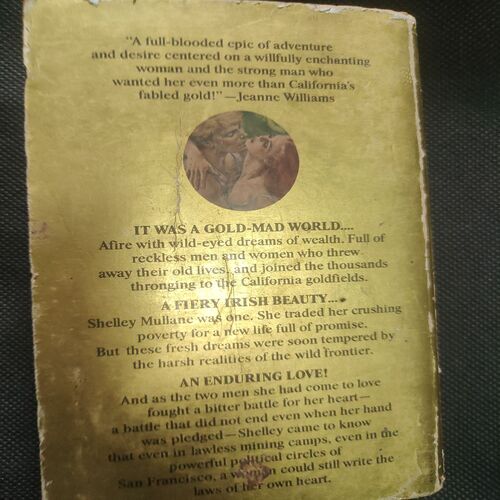 "A full-blooded epic of adventure
and desire centered on a willfully enchanting
woman and the strong man who
wanted her even more than California's
fabled gold!" —Jeanne Williams
IT WAS A GOLD-MAD WORLD....
Afire with wild-eyed dreams of wealth. Full of
reckless men and women who threw
away their old lives, and joined the thousands
thronging to the California goldfields.
A FIERY IRISH BEAUTY....
Shelley Mullane was one. She traded her crushing
poverty for a new life full of promise.
But these fresh dreams were soon tempered by
the harsh realities of the wild frontier.
AN ENDURING LOVE!
And as the two men she had come to love
fought a bitter battle for her heart—
a battle that did not end even when her hand
was pledged—Shelley came to know
that even in lawless mining camps, even in the
powerful political circles of
San Francisco, a woman could still write the
laws of her own heart.